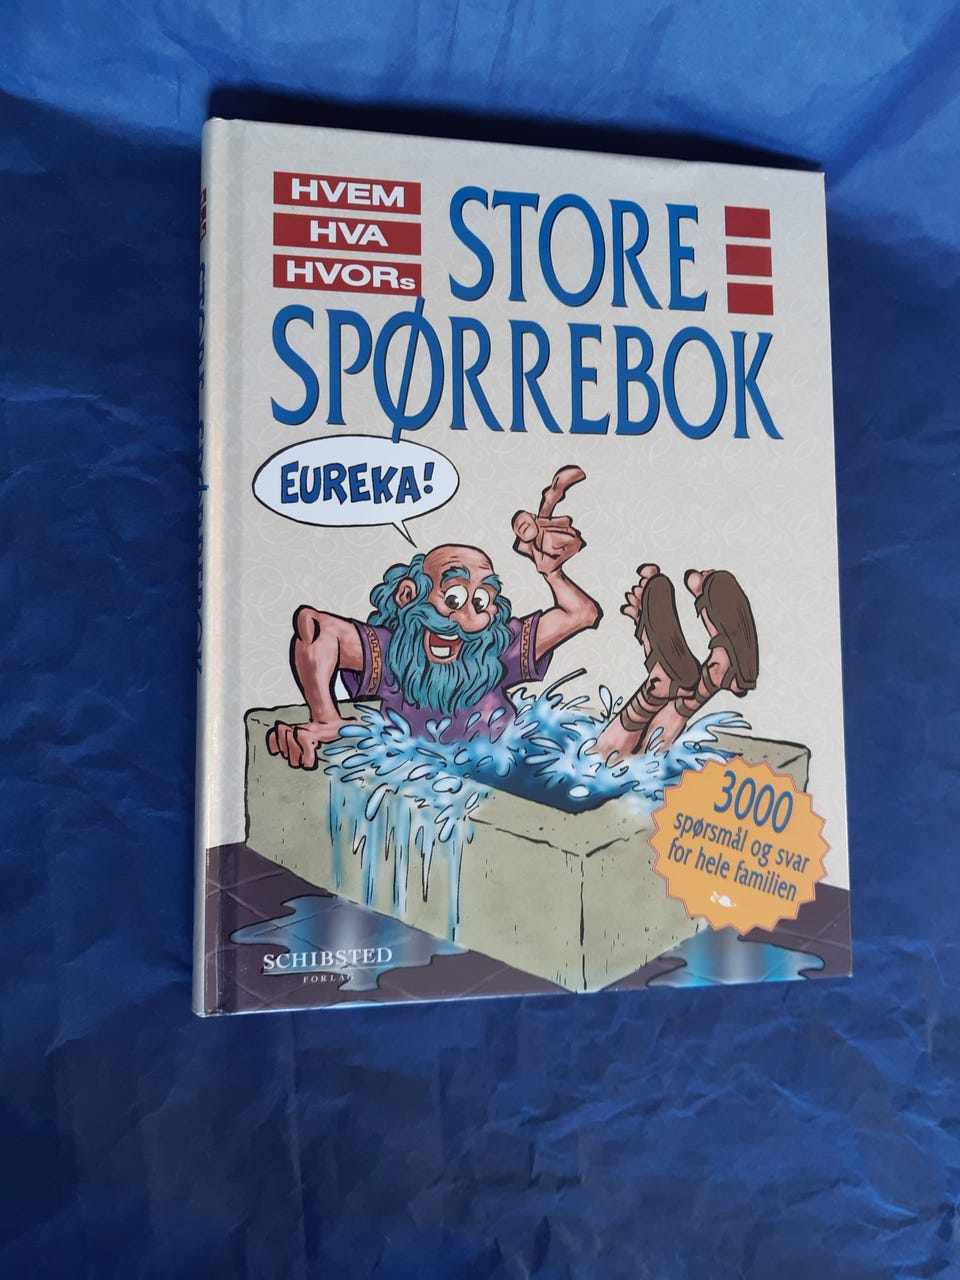 HVEM
HVA
HVORs
STORE
SPØRREBOK
EUREKA!
3000
spørsmål og svar
for hele familien
SCHIBSTED
FORLAG